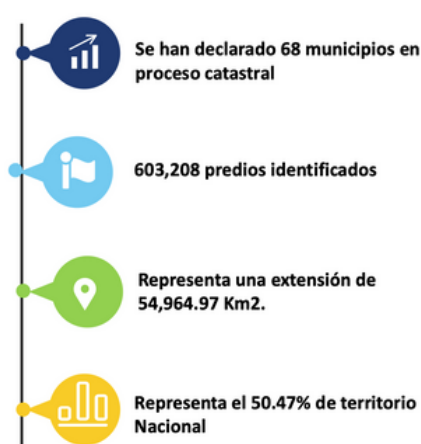 Se han declarado 68 municipios en
proceso catastral
603,208 predios identificados
Representa una extensión de
54,964.97 Km2.
Representa el 50.47% de territorio
Nacional